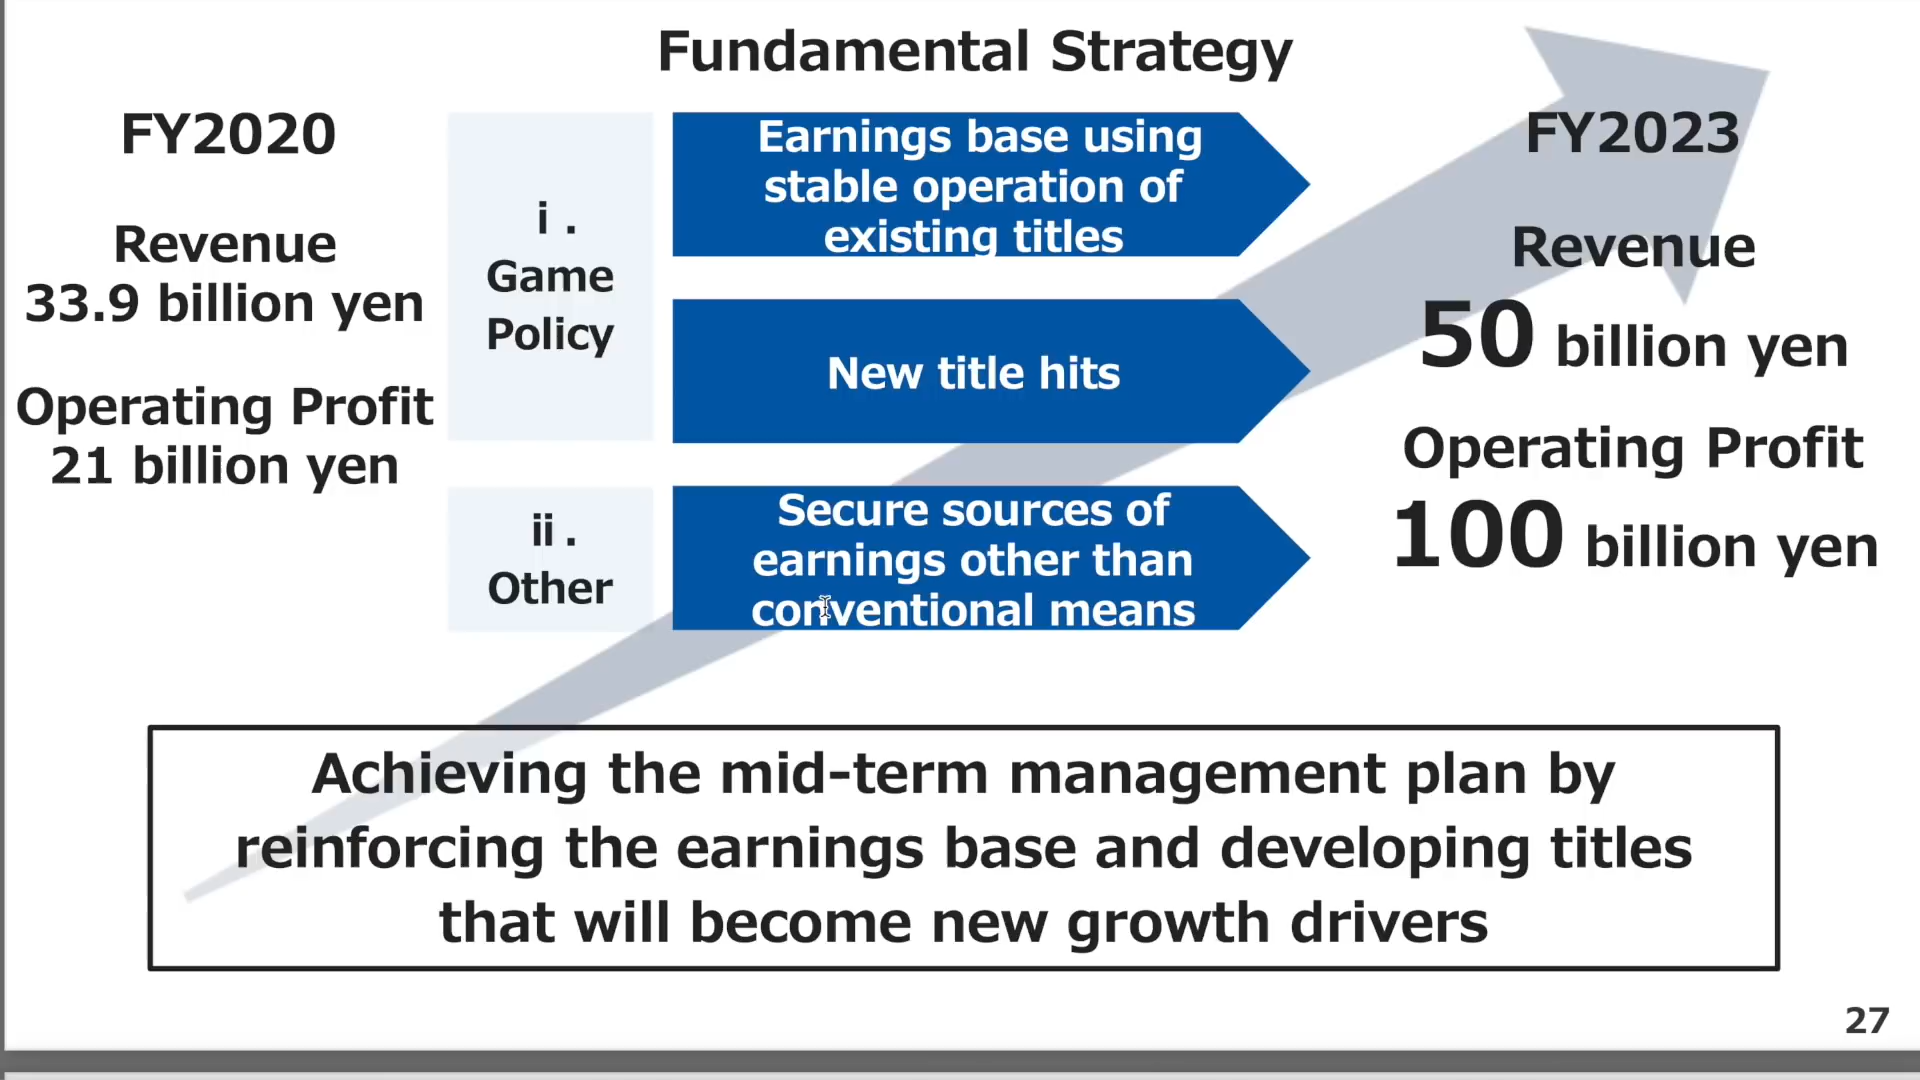 Fundamental Strategy
FY2020
Revenue
33.9 billion yen
Operating Profit
21 billion yen
ⅰ.
Game
Policy
Earnings base using
stable operation of
existing titles
New title hits
ⅱ.
Other
Secure sources of
earnings other than
conventional means
FY2023
Revenue
50 billion yen
Operating Profit
100 billion yen
Achieving the mid-term management plan by
reinforcing the earnings base and developing titles
that will become new growth drivers
27